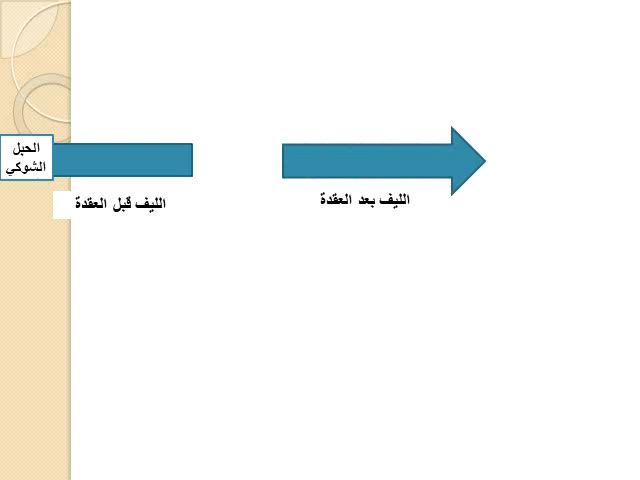 الحبل
الشوكي
الليف قبل العقدة
الليف بعد العقدة